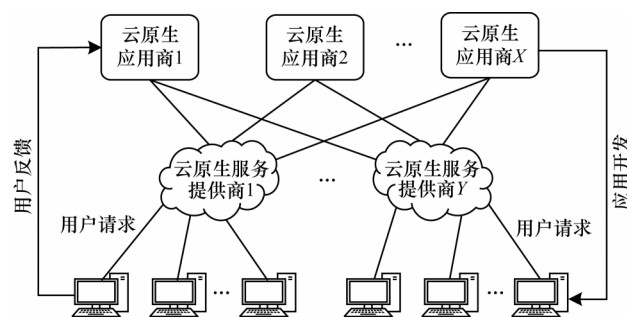 云原生
应用商1
云原生
应用商2
…
云原生
应用商X
用户反馈
云原生服务
提供商1
…
云原生服务
提供商Y
应用开发
用户请求
用户请求
…
…